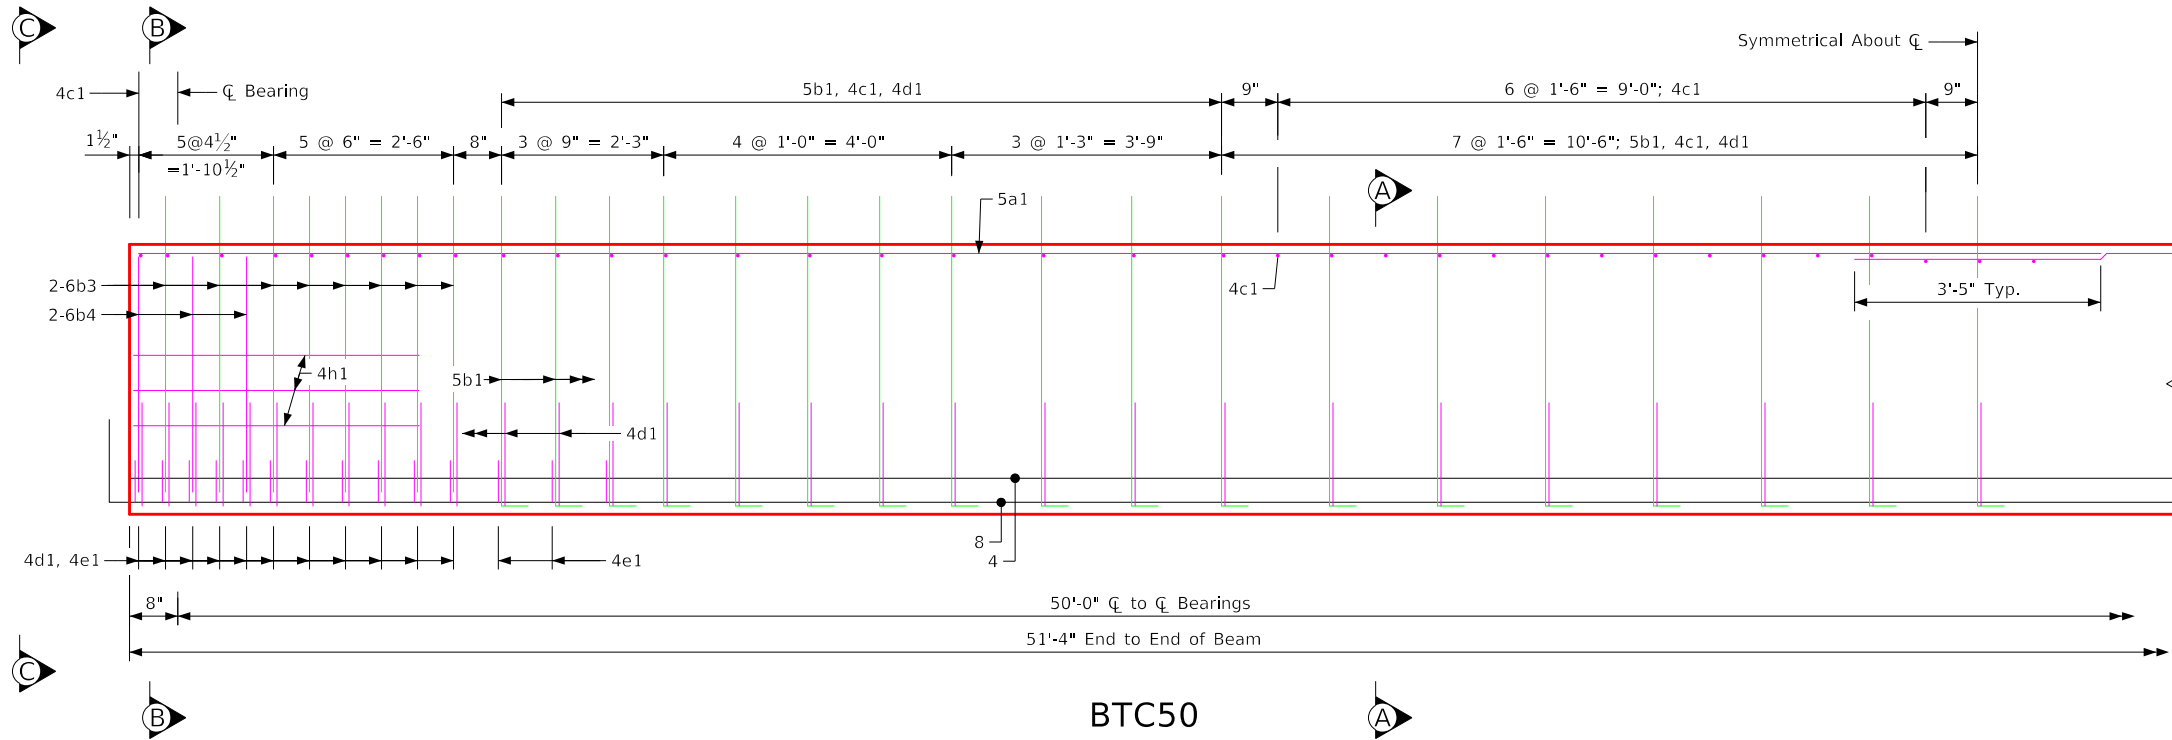 C
B
Symmetrical About ℄
4c1
℄ Bearing
5b1, 4c1, 4d1
9"
6 @ 1'-6" = 9'-0"; 4c1
9"
1½"
5@4½"
=1'-10½"
5 @ 6" = 2'-6"
8"
3 @ 9" = 2'-3"
4 @ 1'-0" = 4'-0"
3 @ 1'-3" = 3'-9"
7 @ 1'-6" = 10'-6"; 5b1, 4c1, 4d1
A
5a1
2-6b3
4c1
3'-5" Typ.
2-6b4
4h1
5b1
4d1
8
4
4d1, 4e1
4e1
8"
50'-0" ℄ to ℄ Bearings
51'-4" End to End of Beam
C
B
BTC50
A